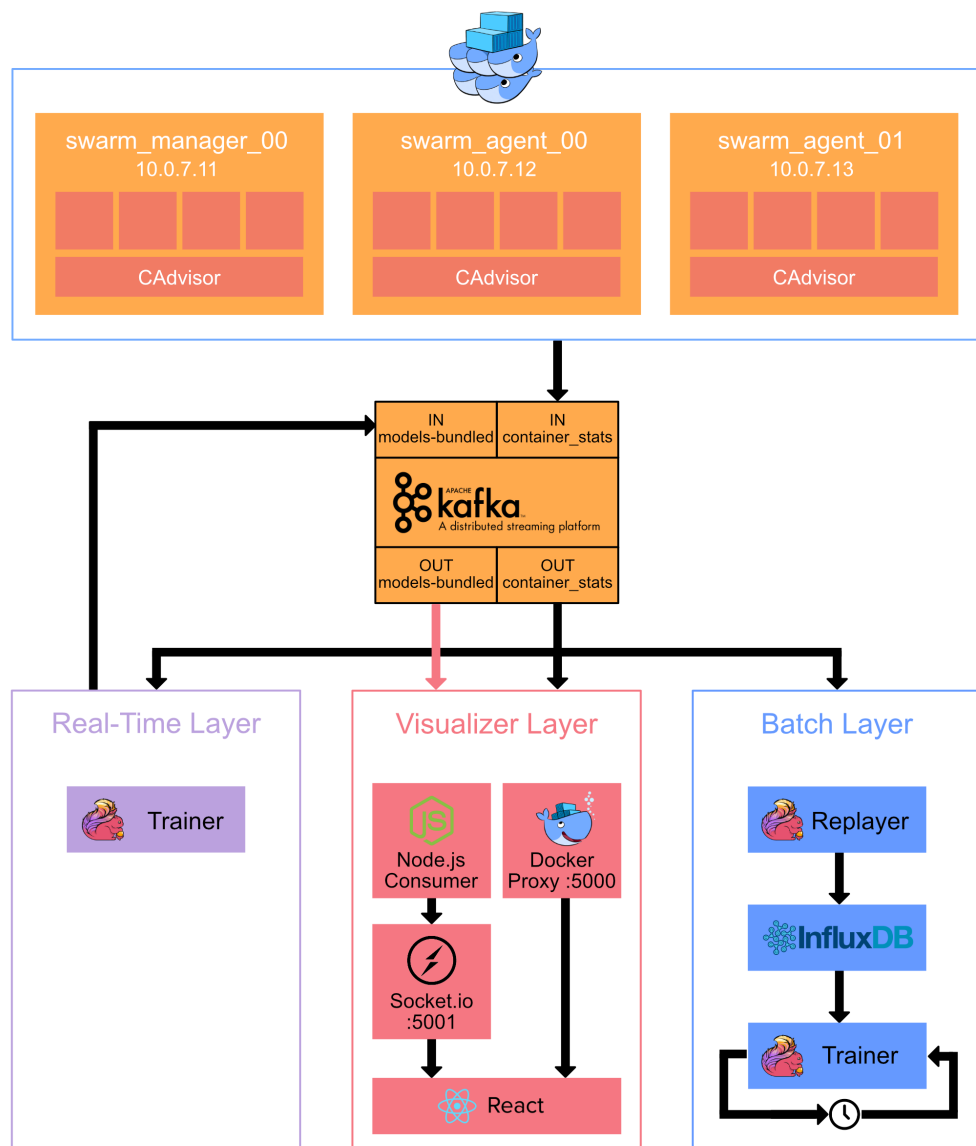 swarm_manager_00
10.0.7.11
CAdvisor
swarm_agent_00
10.0.7.12
CAdvisor
swarm_agent_01
10.0.7.13
CAdvisor
IN
models-bundled
IN
container_stats
APACHE
kafka
A distributed streaming platform
OUT
models-bundled
OUT
container_stats
Real-Time Layer
Trainer
Visualizer Layer
JS
Node.js
Consumer
Docker
Proxy :5000
Socket.io
:5001
React
Batch Layer
Replayer
InfluxDB
Trainer